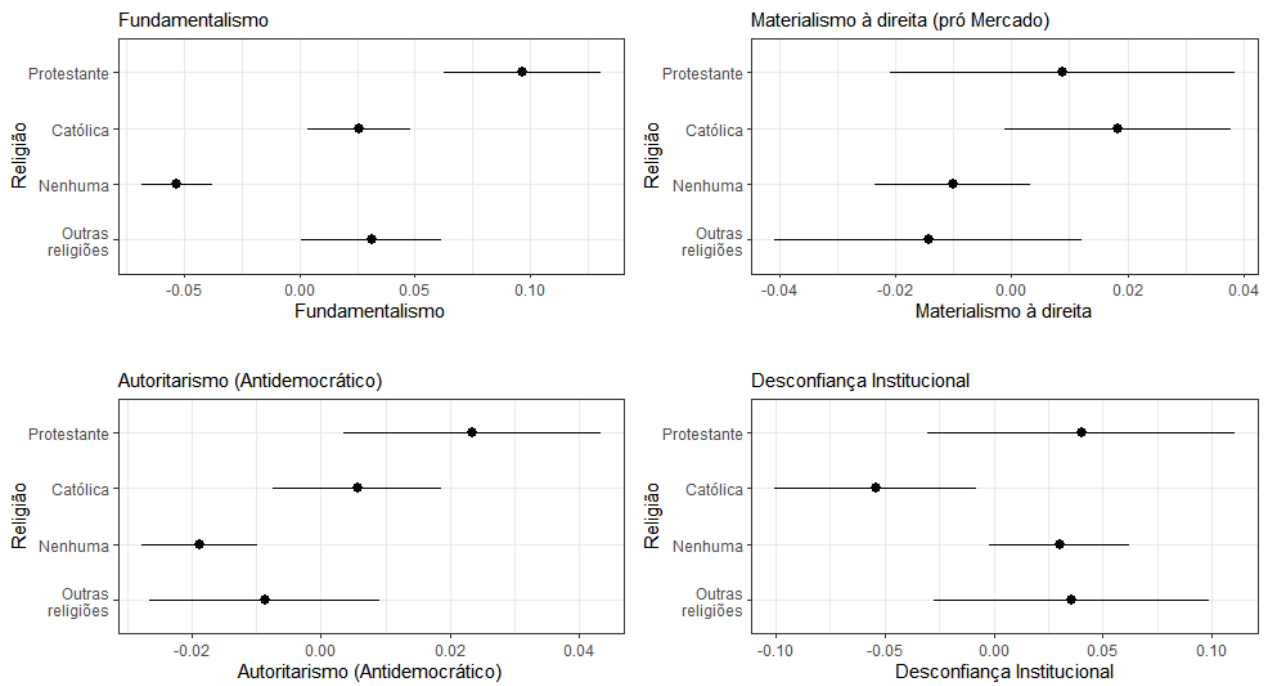 Fundamentalismo
Religião
Protestante
Católica
Nenhuma
Outras
religiões
-0.05 0.00 0.05 0.10
Fundamentalismo
Materialismo à direita (pró Mercado)
Religião
Protestante
Católica
Nenhuma
Outras
religiões
-0.04 -0.02 0.00 0.02 0.04
Materialismo à direita
Autoritarismo (Antidemocrático)
Religião
Protestante
Católica
Nenhuma
Outras
religiões
-0.02 0.00 0.02 0.04
Autoritarismo (Antidemocrático)
Desconfiança Institucional
Religião
Protestante
Católica
Nenhuma
Outras
religiões
-0.10 -0.05 0.00 0.05 0.10
Desconfiança Institucional